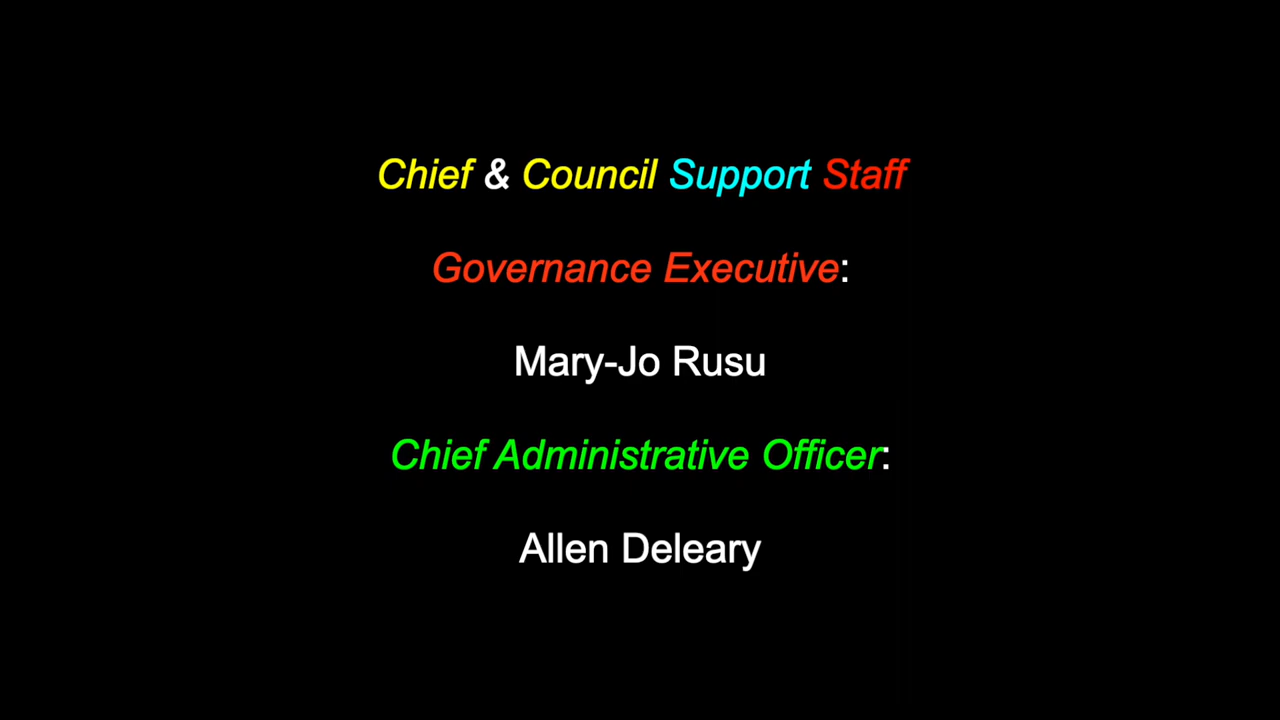 Chief & Council Support Staff
Governance Executive:
Mary-Jo Rusu
Chief Administrative Officer:
Allen Deleary